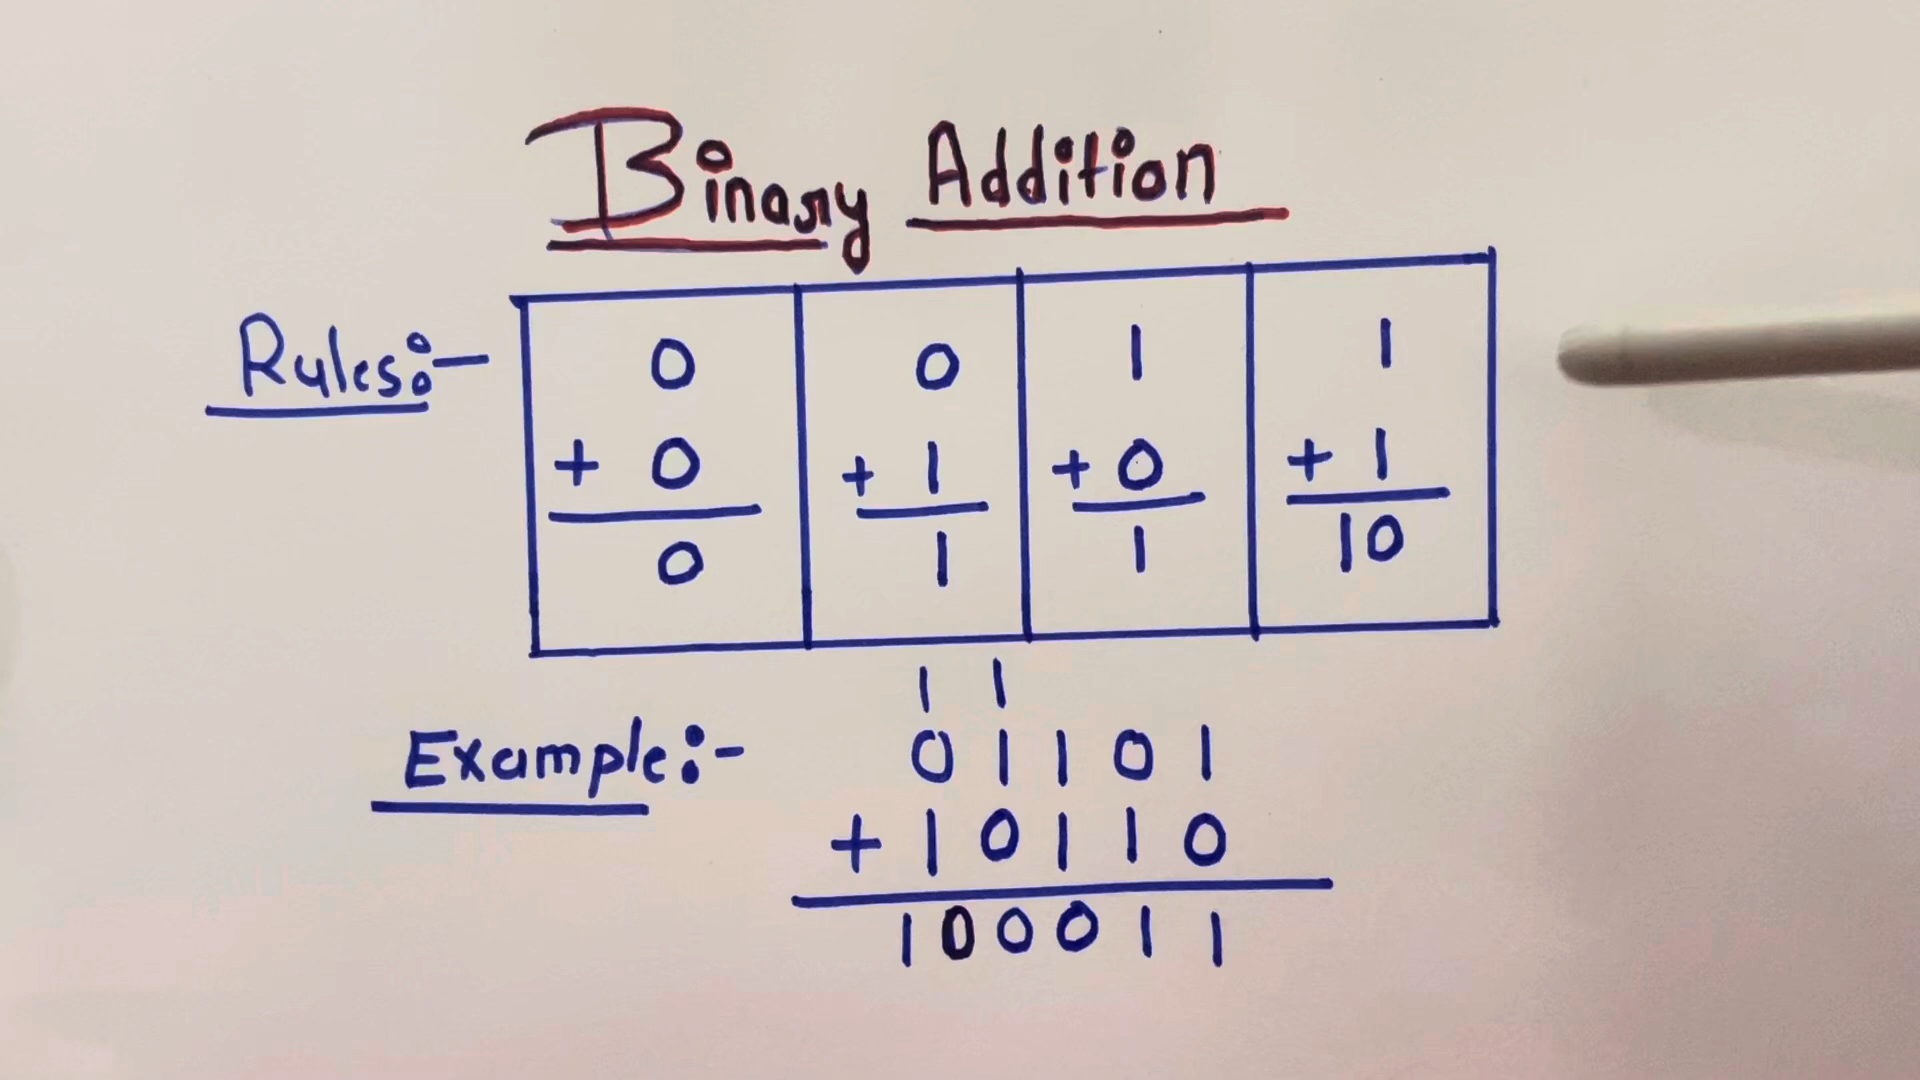 Binary Addition
Rules:-
0 0 1 1
+ 0 + 1 + 0 + 1
0 1 1 10
1 1
Example:- 0 1 1 0 1
+ 1 0 1 1 0
1 0 0 0 1 1